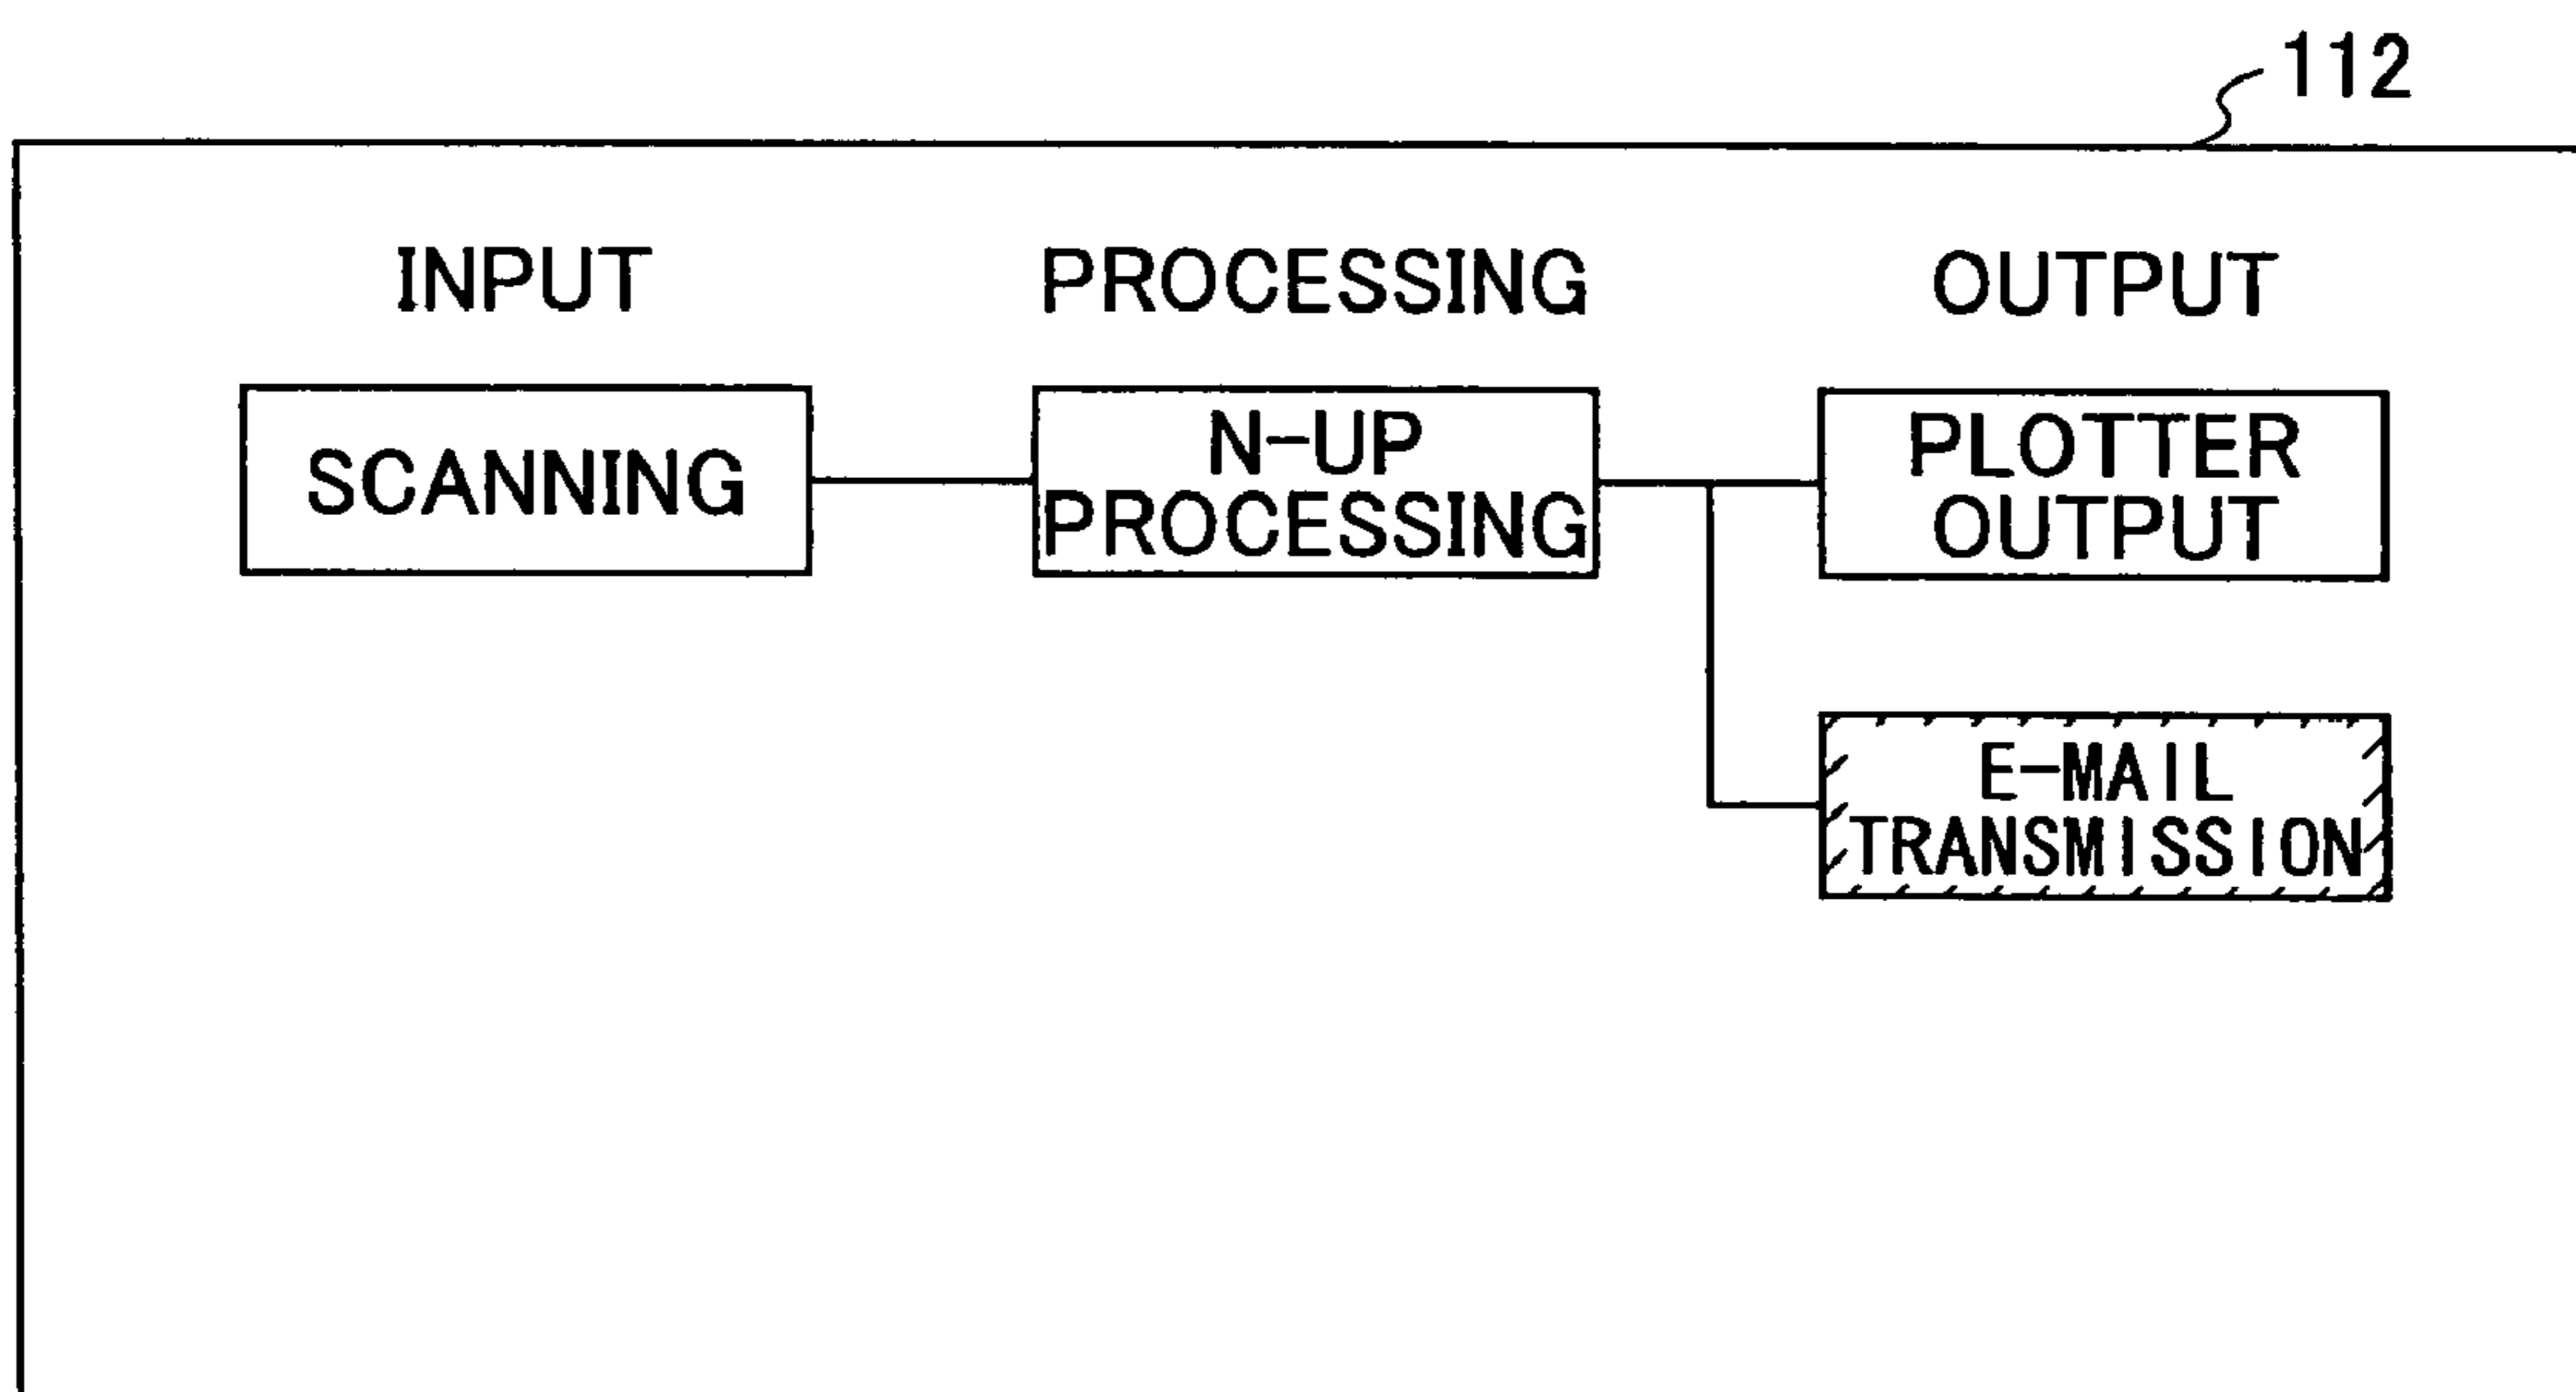 112
INPUT
PROCESSING
OUTPUT
SCANNING
N-UP
PROCESSING
PLOTTER
OUTPUT
E-MAIL
TRANSMISSION